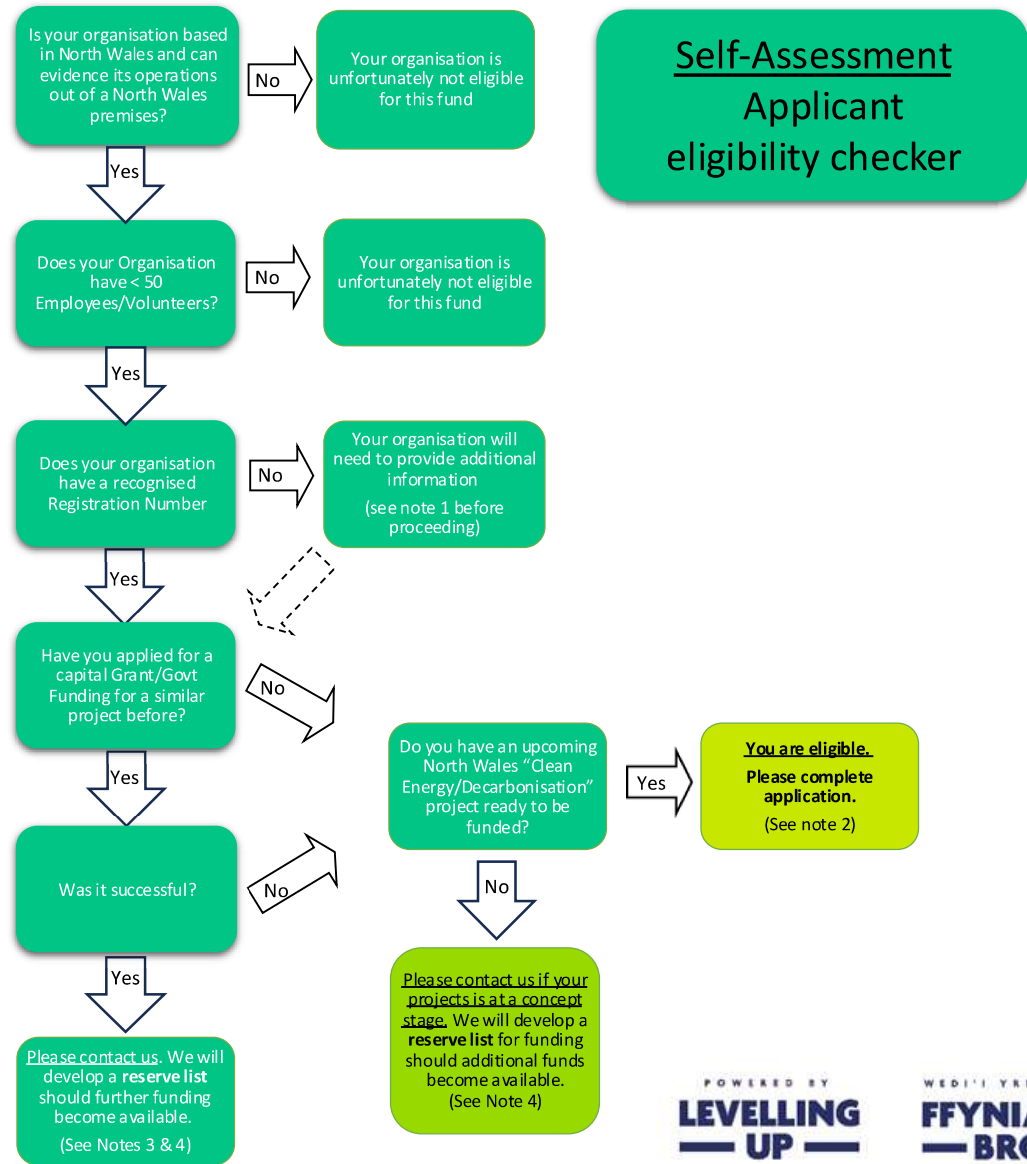 Self-Assessment
Applicant
eligibility checker
Is your organisation based
in North Wales and can
evidence its operations
out of a North Wales
premises?
No
Your organisation is
unfortunately not eligible
for this fund
Yes
Does your Organisation
have < 50
Employees/Volunteers?
No
Your organisation is
unfortunately not eligible
for this fund
Yes
Does your organisation
have a recognised
Registration Number
No
Your organisation will
need to provide additional
information
(see note 1 before
proceeding)
Yes
Have you applied for a
capital Grant/Govt
Funding for a similar
project before?
No
Yes
Was it successful?
No
Yes
Please contact us. We will
develop a reserve list
should further funding
become available.
(See Notes 3 & 4)
Do you have an upcoming
North Wales “Clean
Energy/Decarbonisation”
project ready to be
funded?
Yes
You are eligible.
Please complete
application.
(See note 2)
No
Please contact us if your
projects is at a concept
stage. We will develop a
reserve list for funding
should additional funds
become available.
(See Note 4)
POWERED BY
LEVELLING
UP
WEDI'I YR
FFYNI
BR